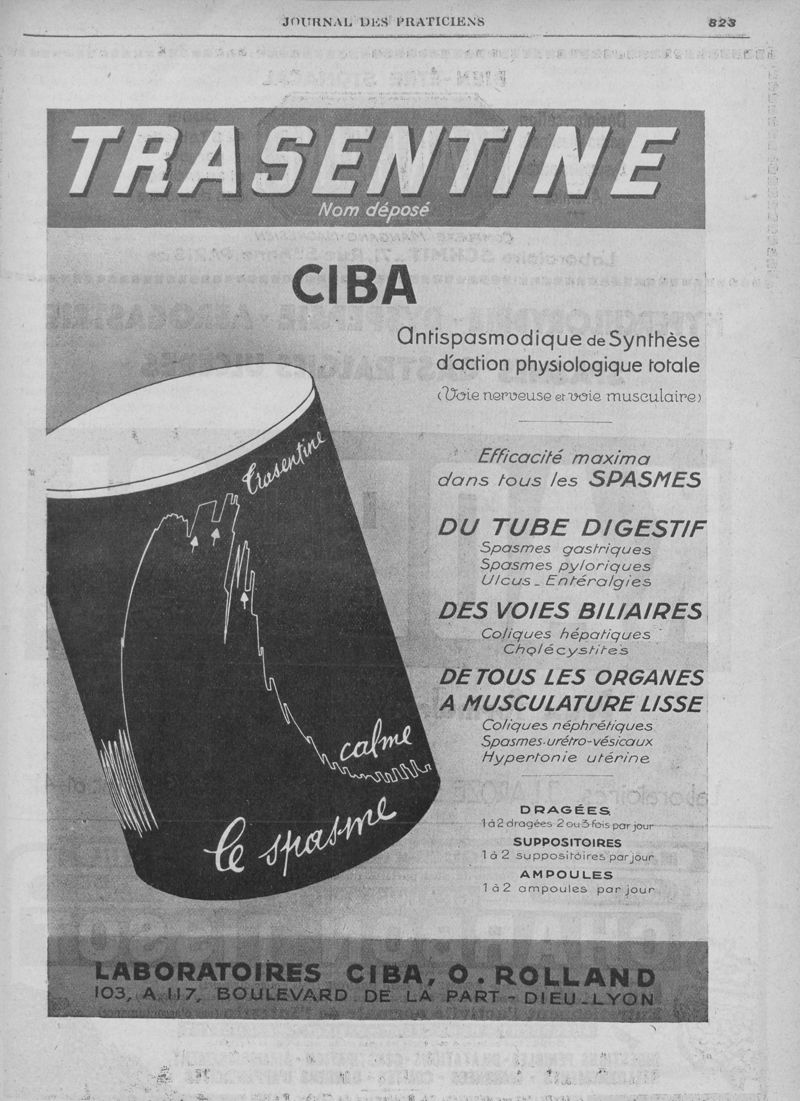 JOURNAL DES PRATICIENS
823
TRASENTINE
Nom déposé
CIBA
Antispasmodique de Synthèse
d'action physiologique totale
(Voie nerveuse et voie musculaire)
Efficacité maxima
dans tous les SPASMES
DU TUBE DIGESTIF
Spasmes gastriques
Spasmes pyloriques
Ulcus - Entéralgies
DES VOIES BILIAIRES
Coliques hépatiques
Cholécystites
DE TOUS LES ORGANES
A MUSCULATURE LISSE
Coliques néphrétiques
Spasmes-urétro-vésicaux
Hypertonie utérine
DRAGÉES
1 à 2 dragées 2 ou 3 fois par jour
SUPPOSITOIRES
1 à 2 suppositoires par jour
AMPOULES
1 à 2 ampoules par jour
Trasentine
calme
le spasme
LABORATOIRES CIBA, O. ROLLAND
103, A 117, BOULEVARD DE LA PART-DIEU-LYON